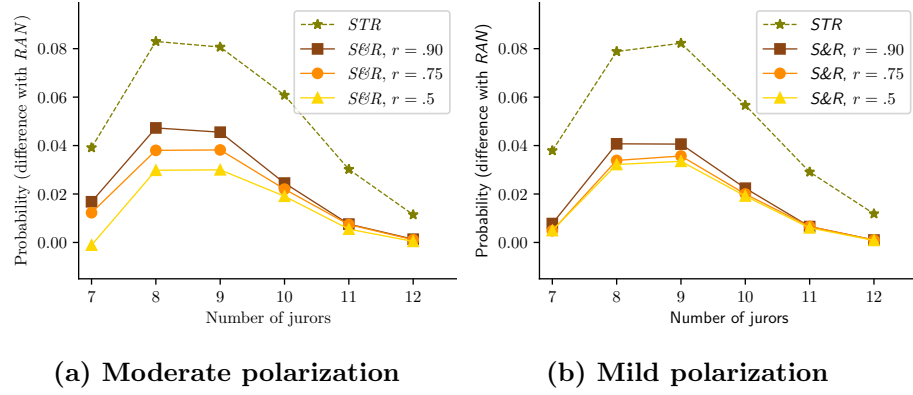 Probability (difference with RAN)
0.08
0.06
0.04
0.02
0.00
STR
S&R, r = .90
S&R, r = .75
S&R, r = .5
7 8 9 10 11 12
Number of jurors
(a) Moderate polarization
Probability (difference with RAN)
0.08
0.06
0.04
0.02
0.00
STR
S&R, r = .90
S&R, r = .75
S&R, r = .5
7 8 9 10 11 12
Number of jurors
(b) Mild polarization